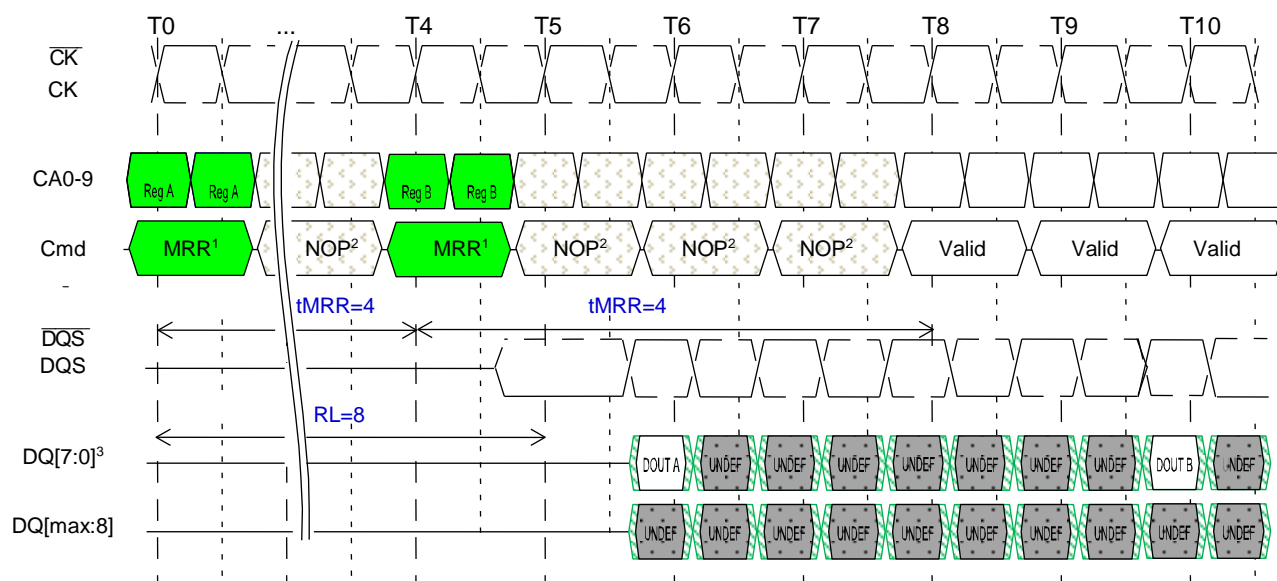 T0 ... T4 T5 T6 T7 T8 T9 T10
CK
CK
CA0-9 Reg A Reg A Reg B Reg B
Cmd MRR¹ NOP² MRR¹ NOP² NOP² NOP² Valid Valid Valid
tMRR=4 tMRR=4
DQS
DQS
RL=8
DQ[7:0]³ DOUT A UNDEF UNDEF UNDEF UNDEF UNDEF UNDEF UNDEF DOUT B UNDEF
DQ[max:8] UNDEF UNDEF UNDEF UNDEF UNDEF UNDEF UNDEF UNDEF UNDEF UNDEF